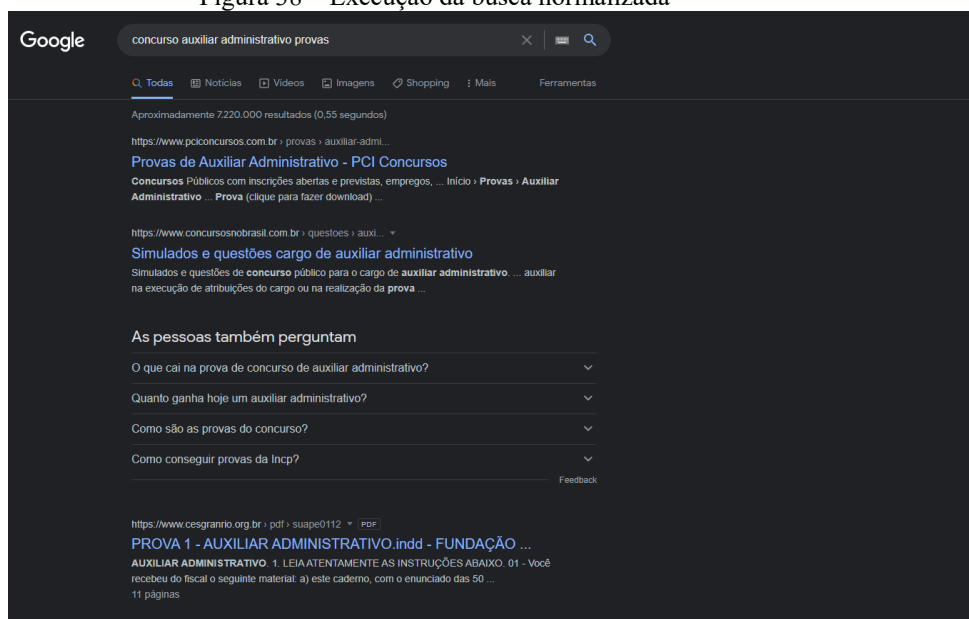 Figura 38 – Execução da busca normalizada
Google
concurso auxiliar administrativo provas
Todas Notícias Vídeos Imagens Shopping Mais Ferramentas
Aproximadamente 7.220.000 resultados (0,55 segundos)
https://www.pciconcursos.com.br › provas › auxiliar-admi...
Provas de Auxiliar Administrativo - PCI Concursos
Concursos Públicos com inscrições abertas e previstas, empregos, ... Início › Provas › Auxiliar
Administrativo ... Prova (clique para fazer download) ...
https://www.concursosnobrasil.com.br › questoes › auxi...
Simulados e questões cargo de auxiliar administrativo
Simulados e questões de concurso público para o cargo de auxiliar administrativo. ... auxiliar
na execução de atribuições do cargo ou na realização da prova ...
As pessoas também perguntam
O que cai na prova de concurso de auxiliar administrativo?
Quanto ganha hoje um auxiliar administrativo?
Como são as provas do concurso?
Como conseguir provas da Incp?
Feedback
https://www.cesgranrio.org.br › pdf › suape0112 PDF
PROVA 1 - AUXILIAR ADMINISTRATIVO.indd - FUNDAÇÃO ...
AUXILIAR ADMINISTRATIVO. 1. LEIA ATENTAMENTE AS INSTRUÇÕES ABAIXO. 01 - Você
recebeu do fiscal o seguinte material: a) este caderno, com o enunciado das 50 ...
11 páginas